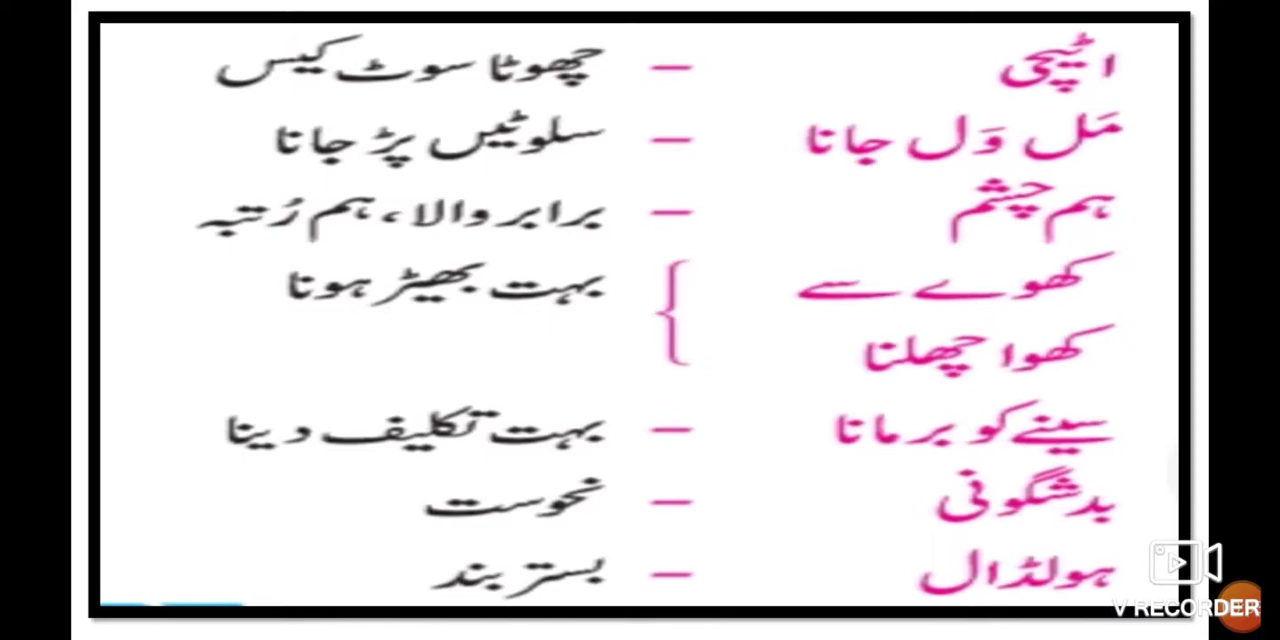 اٹیچی - چھوٹا سوٹ کیس
مَل وَل جانا - سلوٹیں پڑ جانا
ہم چشم - برابر والا، ہم رُتبہ
کھوے سے { بہت بھیڑ ہونا
کھوا چھلنا
سینے کو برمانا - بہت تکلیف دینا
بدشگونی - نحوست
ہولڈال - بستر بند
V RECORDER